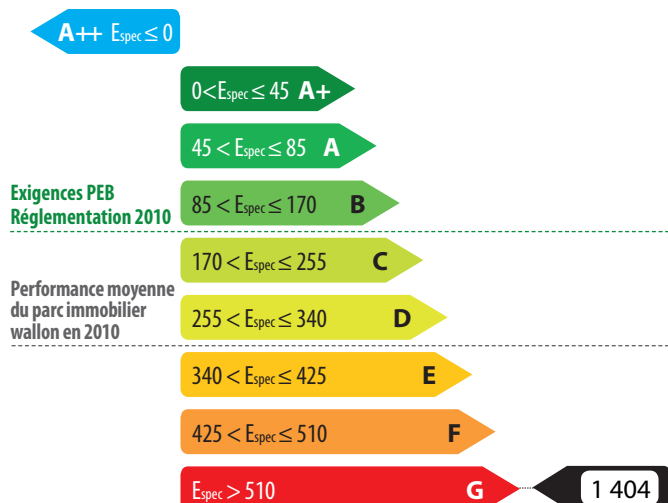 A++ Espec ≤ 0
0<Espec ≤ 45 A+
45 < Espec ≤ 85 A
Exigences PEB
Réglementation 2010
85 < Espec ≤ 170 B
170 < Espec ≤ 255 C
Performance moyenne
du parc immobilier
wallon en 2010
255 < Espec ≤ 340 D
340 < Espec ≤ 425 E
425 < Espec ≤ 510 F
Espec > 510 G
1 404